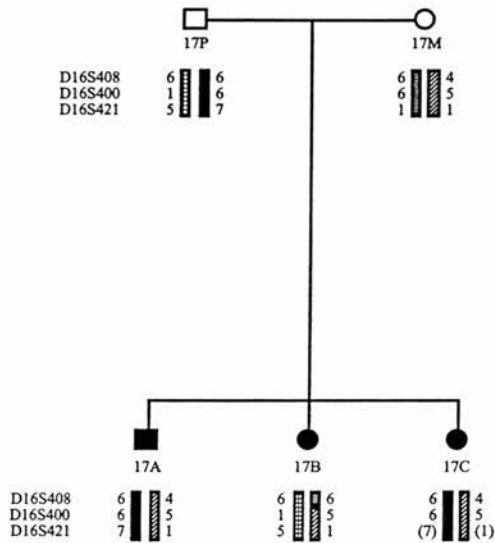 17P 17M
D16S408 6 6 6 4
D16S400 1 6 6 5
D16S421 5 7 1 1
17A 17B 17C
D16S408 6 4 6 6 6 4
D16S400 6 5 1 5 6 5
D16S421 7 1 5 1 (7) (1)